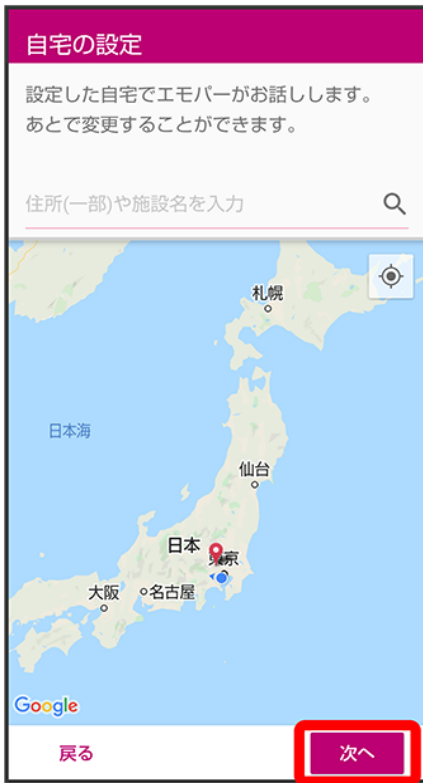 自宅の設定
設定した自宅でエモパーがお話しします。
あとで変更することができます。
住所(一部)や施設名を入力
札幌
日本海
仙台
日本
東京
大阪
名古屋
Google
戻る
次へ